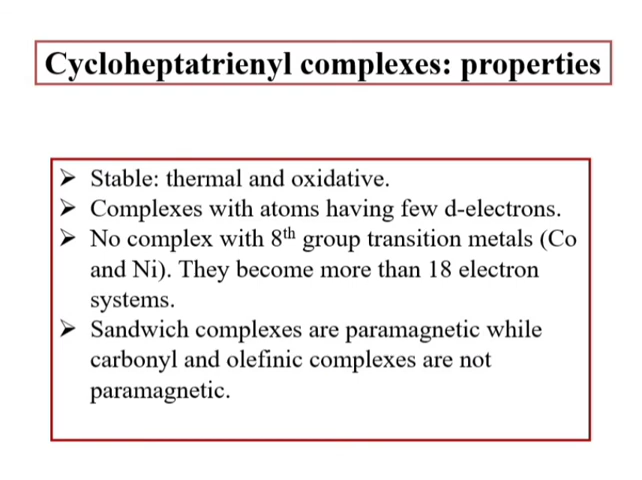 Cycloheptatrienyl complexes: properties
➢ Stable: thermal and oxidative.
➢ Complexes with atoms having few d-electrons.
➢ No complex with 8th group transition metals (Co
and Ni). They become more than 18 electron
systems.
➢ Sandwich complexes are paramagnetic while
carbonyl and olefinic complexes are not
paramagnetic.